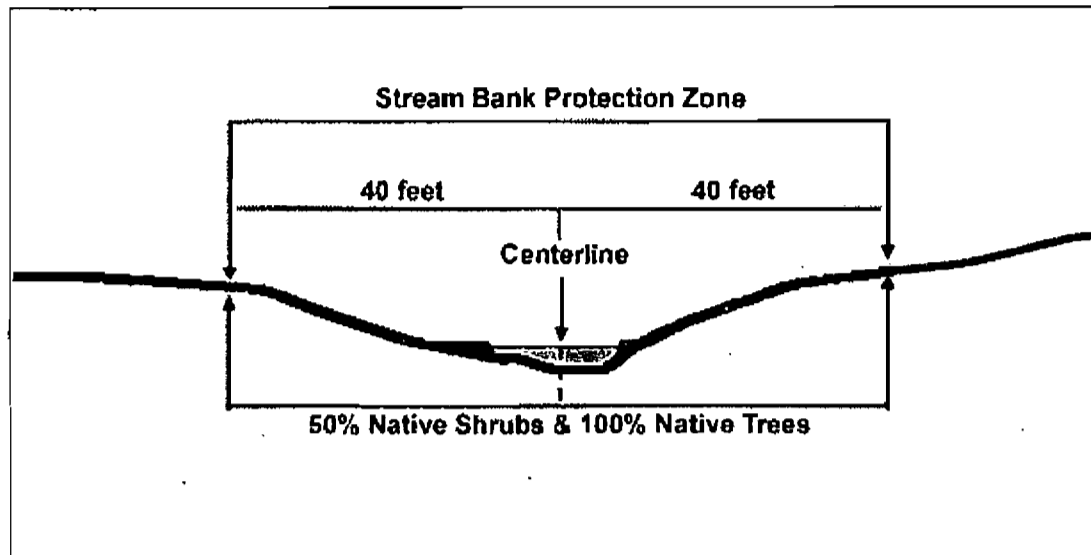 Stream Bank Protection Zone
40 feet 40 feet
Centerline
50% Native Shrubs & 100% Native Trees